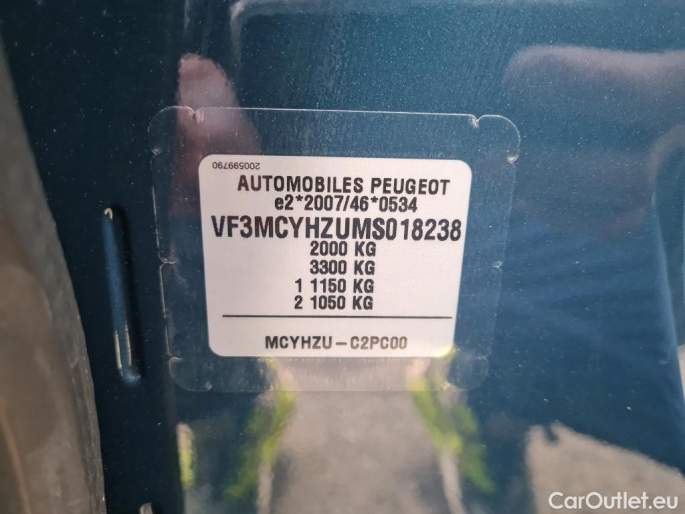 200599790
AUTOMOBILES PEUGEOT
e2*2007/46*0534
VF3MCYHZUMS018238
2000 KG
3300 KG
1 1150 KG
2 1050 KG
MCYHZU-C2PC00
CarOutlet.eu